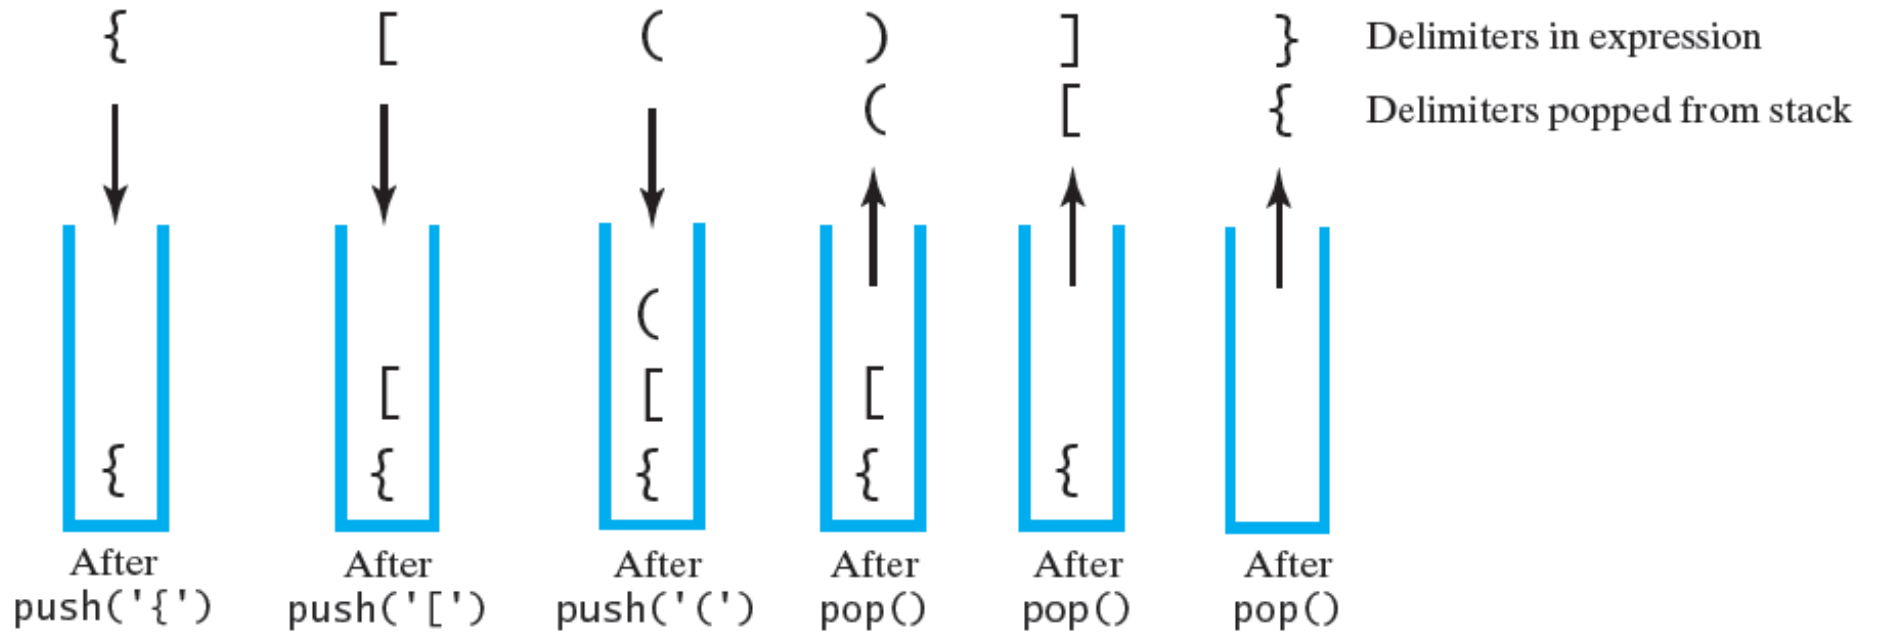 { [ ( ) ] } Delimiters in expression
( [ { Delimiters popped from stack
(
[ [ [
{ { { { {
After After After After After After
push('{') push('[') push('(') pop() pop() pop()